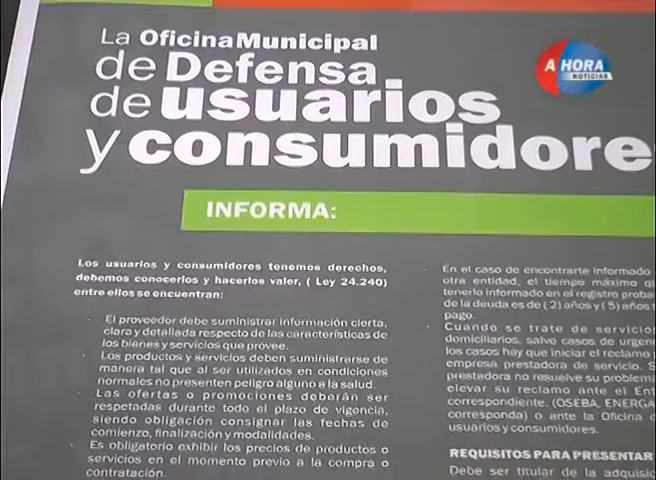 La Oficina Municipal
de Defensa
de usuarios
y consumidore
INFORMA:
A HORA
NOTICIAS
Los usuarios y consumidores tenemos derechos,
debemos conocerlos y hacerlos valer, ( Ley 24.240)
entre ellos se encuentran:
· El proveedor debe suministrar información cierta,
clara y detallada respecto de las características de
los bienes y servicios que provee.
· Los productos y servicios deben suministrarse de
manera tal que al ser utilizados en condiciones
normales no presenten peligro alguno a la salud.
· Las ofertas o promociones deberán ser
respetadas durante todo el plazo de vigencia,
siendo obligación consignar las fechas de
comienzo, finalización y modalidades.
· Es obligatorio exhibir los precios de productos o
servicios en el momento previo a la compra o
contratación.
· En el caso de encontrarte informado
otra entidad, el tiempo máximo q
tenerlo informado en el registro proba
de la deuda es de ( 2) años y ( 5) años
pago.
· Cuando se trate de servicio
domiciliarios, salvo casos de urgen
los casos hay que iniciar el reclamo
empresa prestadora de servicio. S
prestadora no resuelve su problema
elevar su reclamo ante el Ent
correspondiente. (OSEBA, ENERGA
corresponda) o ante la Oficina d
usuarios y consumidores.
REQUISITOS PARA PRESENTAR
Debe ser titular de la adquisic